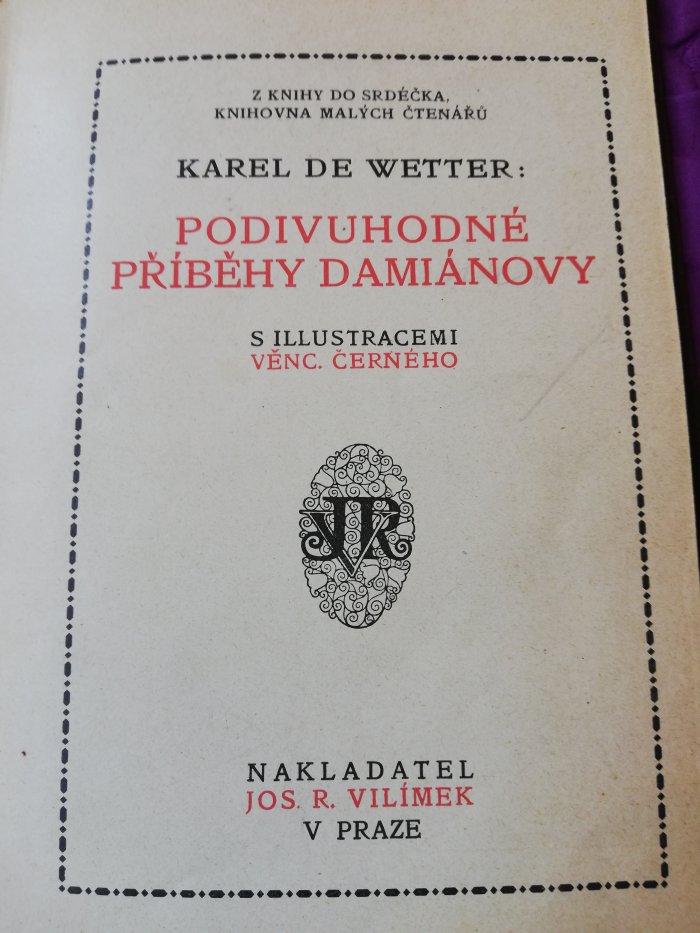 Z KNIHY DO SRDÉČKA,
KNIHOVNA MALÝCH ČTENÁŘŮ
KAREL DE WETTER:
PODIVUHODNÉ
PŘÍBĚHY DAMIÁNOVY
S ILLUSTRACEMI
VĚNC. ČERNÉHO
JRV
NAKLADATEL
JOS. R. VILÍMEK
V PRAZE